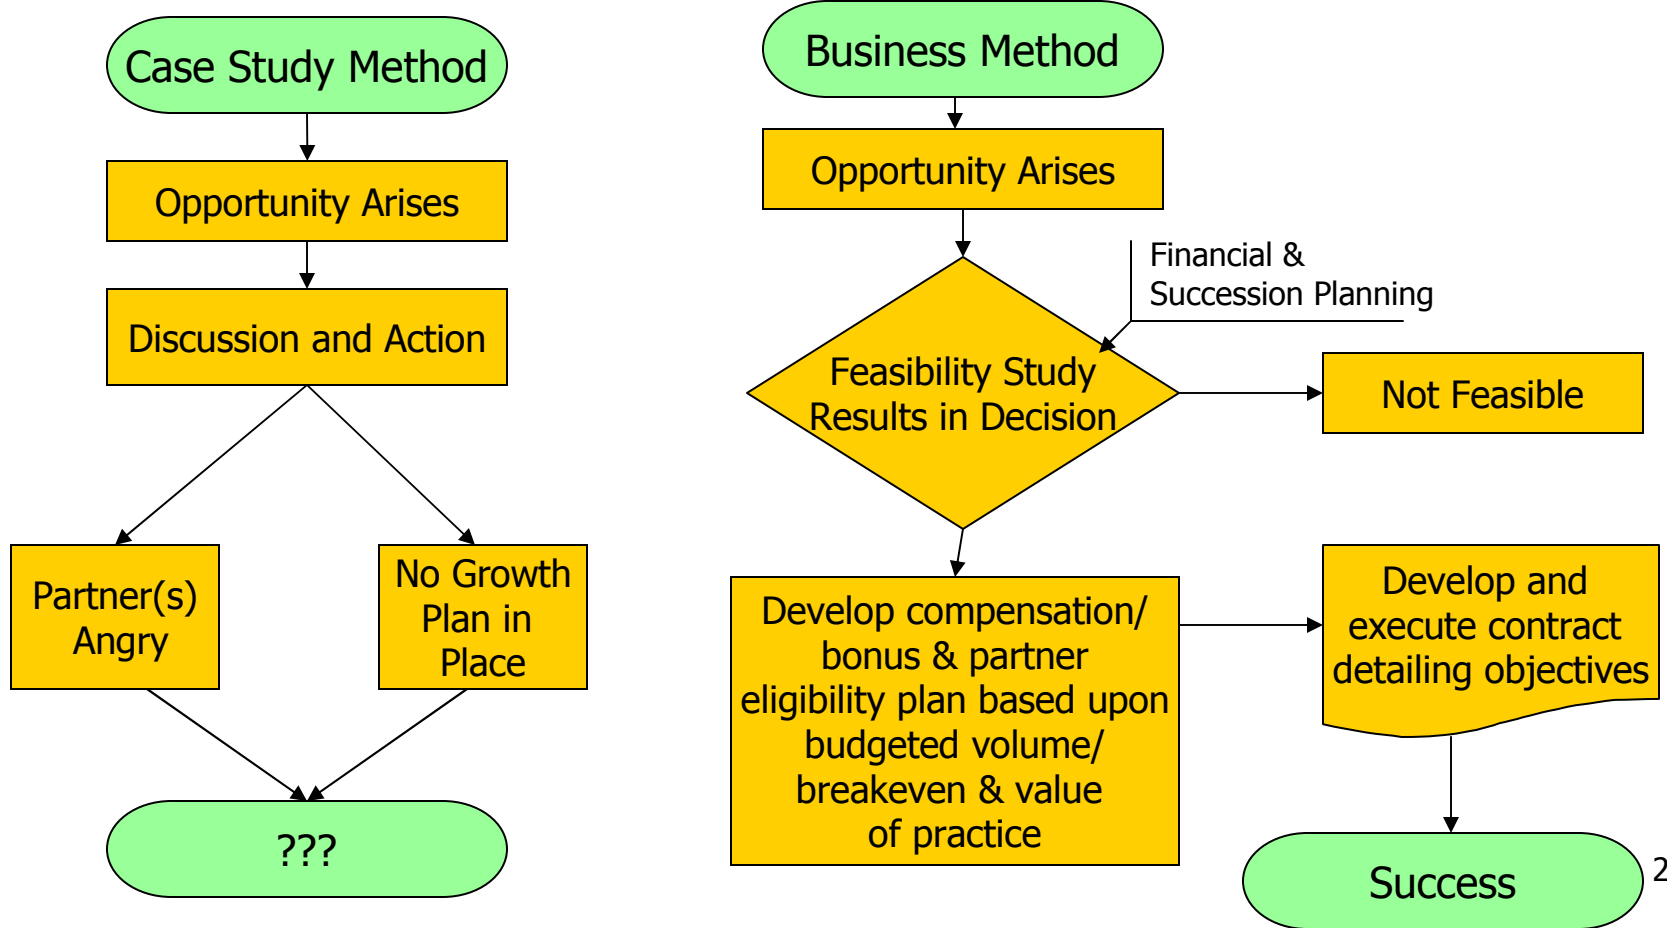 Case Study Method
Opportunity Arises
Discussion and Action
Partner(s)
Angry
No Growth
Plan in
Place
???
Business Method
Opportunity Arises
Financial &
Succession Planning
Feasibility Study
Results in Decision
Not Feasible
Develop compensation/
bonus & partner
eligibility plan based upon
budgeted volume/
breakeven & value
of practice
Develop and
execute contract
detailing objectives
Success
2